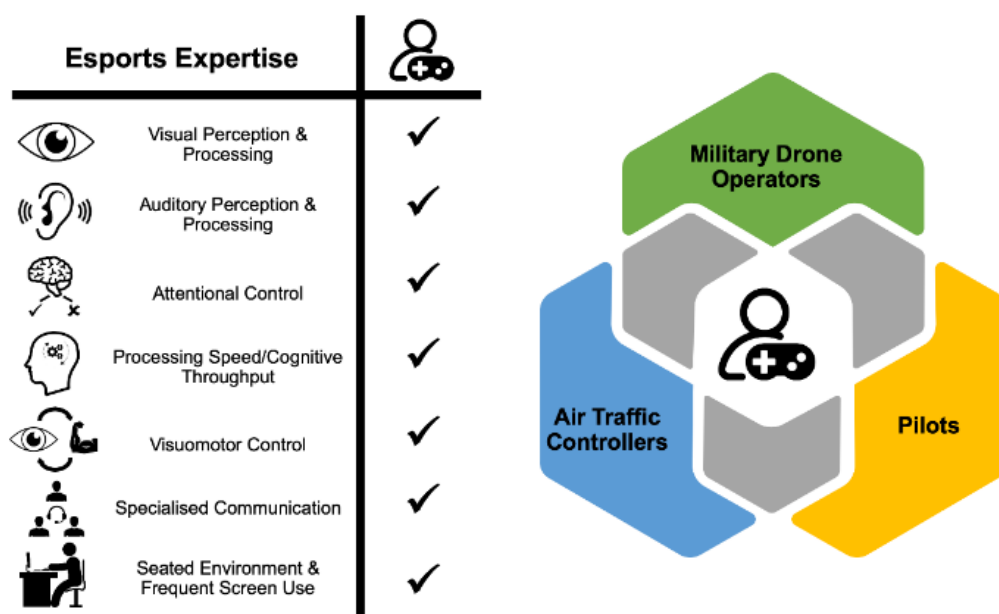 Esports Expertise
Visual Perception &
Processing
Auditory Perception &
Processing
Attentional Control
Processing Speed/Cognitive
Throughput
Visuomotor Control
Specialised Communication
Seated Environment &
Frequent Screen Use
Military Drone
Operators
Air Traffic
Controllers
Pilots